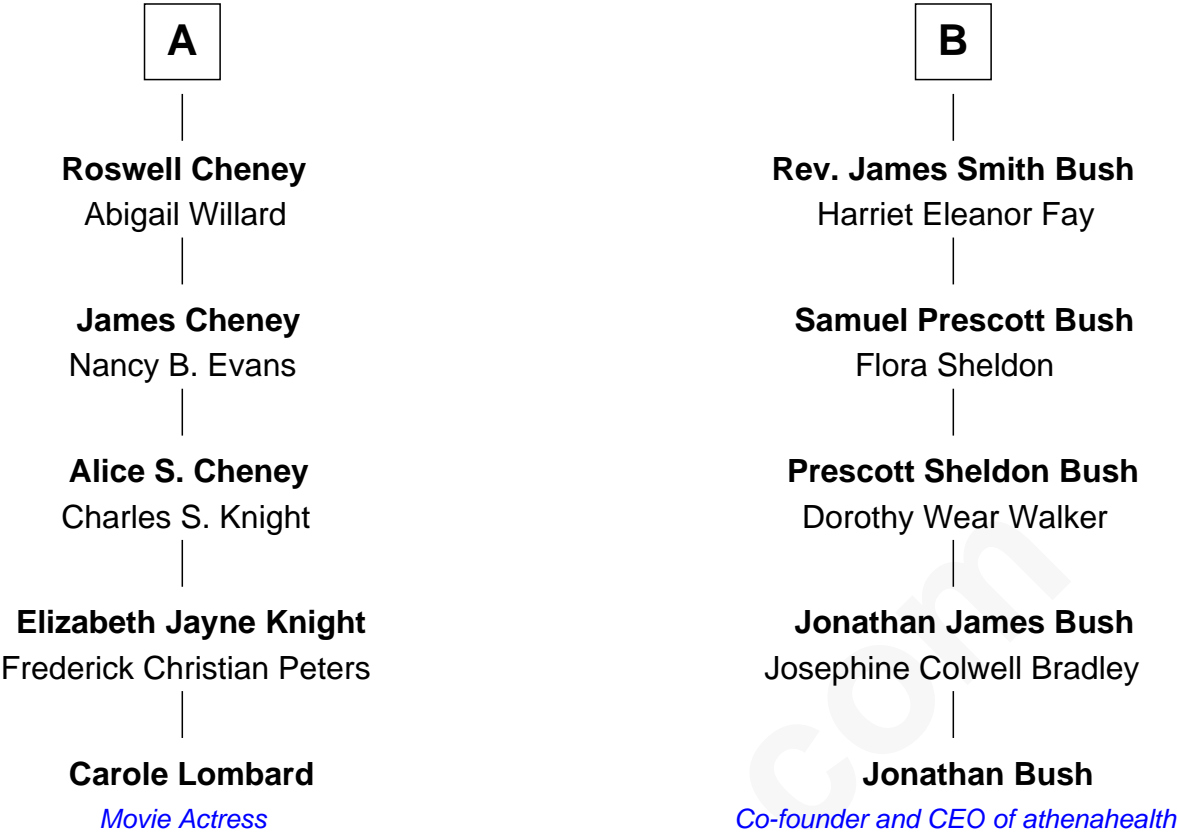 A
Roswell Cheney
Abigail Willard
James Cheney
Nancy B. Evans
Alice S. Cheney
Charles S. Knight
Elizabeth Jayne Knight
Frederick Christian Peters
Carole Lombard
Movie Actress
B
Rev. James Smith Bush
Harriet Eleanor Fay
Samuel Prescott Bush
Flora Sheldon
Prescott Sheldon Bush
Dorothy Wear Walker
Jonathan James Bush
Josephine Colwell Bradley
Jonathan Bush
Co-founder and CEO of athenahealth
com